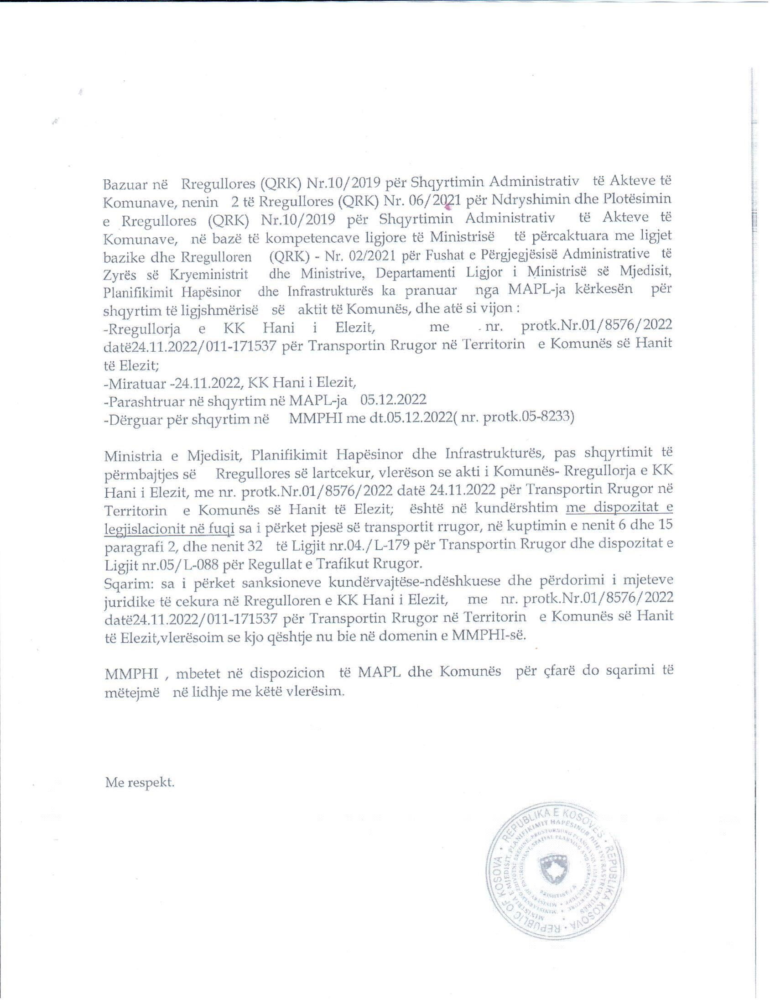 Bazuar në Rregullores (QRK) Nr.10/2019 për Shqyrtimin Administrativ të Akteve të
Komunave, nenin 2 të Rregullores (QRK) Nr. 06/2021 për Ndryshimin dhe Plotësimin
e Rregullores (QRK) Nr.10/2019 për Shqyrtimin Administrativ të Akteve të
Komunave, në bazë të kompetencave ligjore të Ministrisë të përcaktuara me ligjet
bazike dhe Rregulloren (QRK) - Nr. 02/2021 për Fushat e Përgjegjësisë Administrative të
Zyrës së Kryeministrit dhe Ministrive, Departamenti Ligjor i Ministrisë së Mjedisit,
Planifikimit Hapësinor dhe Infrastrukturës ka pranuar nga MAPL-ja kërkesën për
shqyrtim të ligjshmërisë së aktit të Komunës, dhe atë si vijon :
-Rregullorja e KK Hani i Elezit, me nr. protk.Nr.01/8576/2022
datë24.11.2022/011-171537 për Transportin Rrugor në Territorin e Komunës së Hanit
të Elezit;
-Miratuar -24.11.2022, KK Hani i Elezit,
-Parashtruar në shqyrtim në MAPL-ja 05.12.2022
-Dërguar për shqyrtim në MMPHI me dt.05.12.2022( nr. protk.05-8233)
Ministria e Mjedisit, Planifikimit Hapësinor dhe Infrastrukturës, pas shqyrtimit të
përmbajtjes së Rregullores së lartcekur, vlerëson se akti i Komunës- Rregullorja e KK
Hani i Elezit, me nr. protk.Nr.01/8576/2022 datë 24.11.2022 për Transportin Rrugor në
Territorin e Komunës së Hanit të Elezit; është në kundërshtim me dispozitat e
legjislacionit në fuqi sa i përket pjesë së transportit rrugor, në kuptimin e nenit 6 dhe 15
paragrafi 2, dhe nenit 32 të Ligjit nr.04./L-179 për Transportin Rrugor dhe dispozitat e
Ligjit nr.05/L-088 për Regullat e Trafikut Rrugor.
Sqarim: sa i përket sanksioneve kundërvajtëse-ndëshkuese dhe përdorimi i mjeteve
juridike të cekura në Rregulloren e KK Hani i Elezit, me nr. protk.Nr.01/8576/2022
datë24.11.2022/011-171537 për Transportin Rrugor në Territorin e Komunës së Hanit
të Elezit,vlerësoim se kjo qështje nu bie në domenin e MMPHI-së.
MMPHI , mbetet në dispozicion të MAPL dhe Komunës për çfarë do sqarimi të
mëtejmë në lidhje me këtë vlerësim.
Me respekt.
REPUBLIKA E KOSOVËS • REPUBLIKA KOSOVA • REPUBLIC OF KOSOVA •
MINISTRIA E MJEDISIT, PLANIFIKIMIT HAPËSINOR DHE INFRASTRUKTURËS